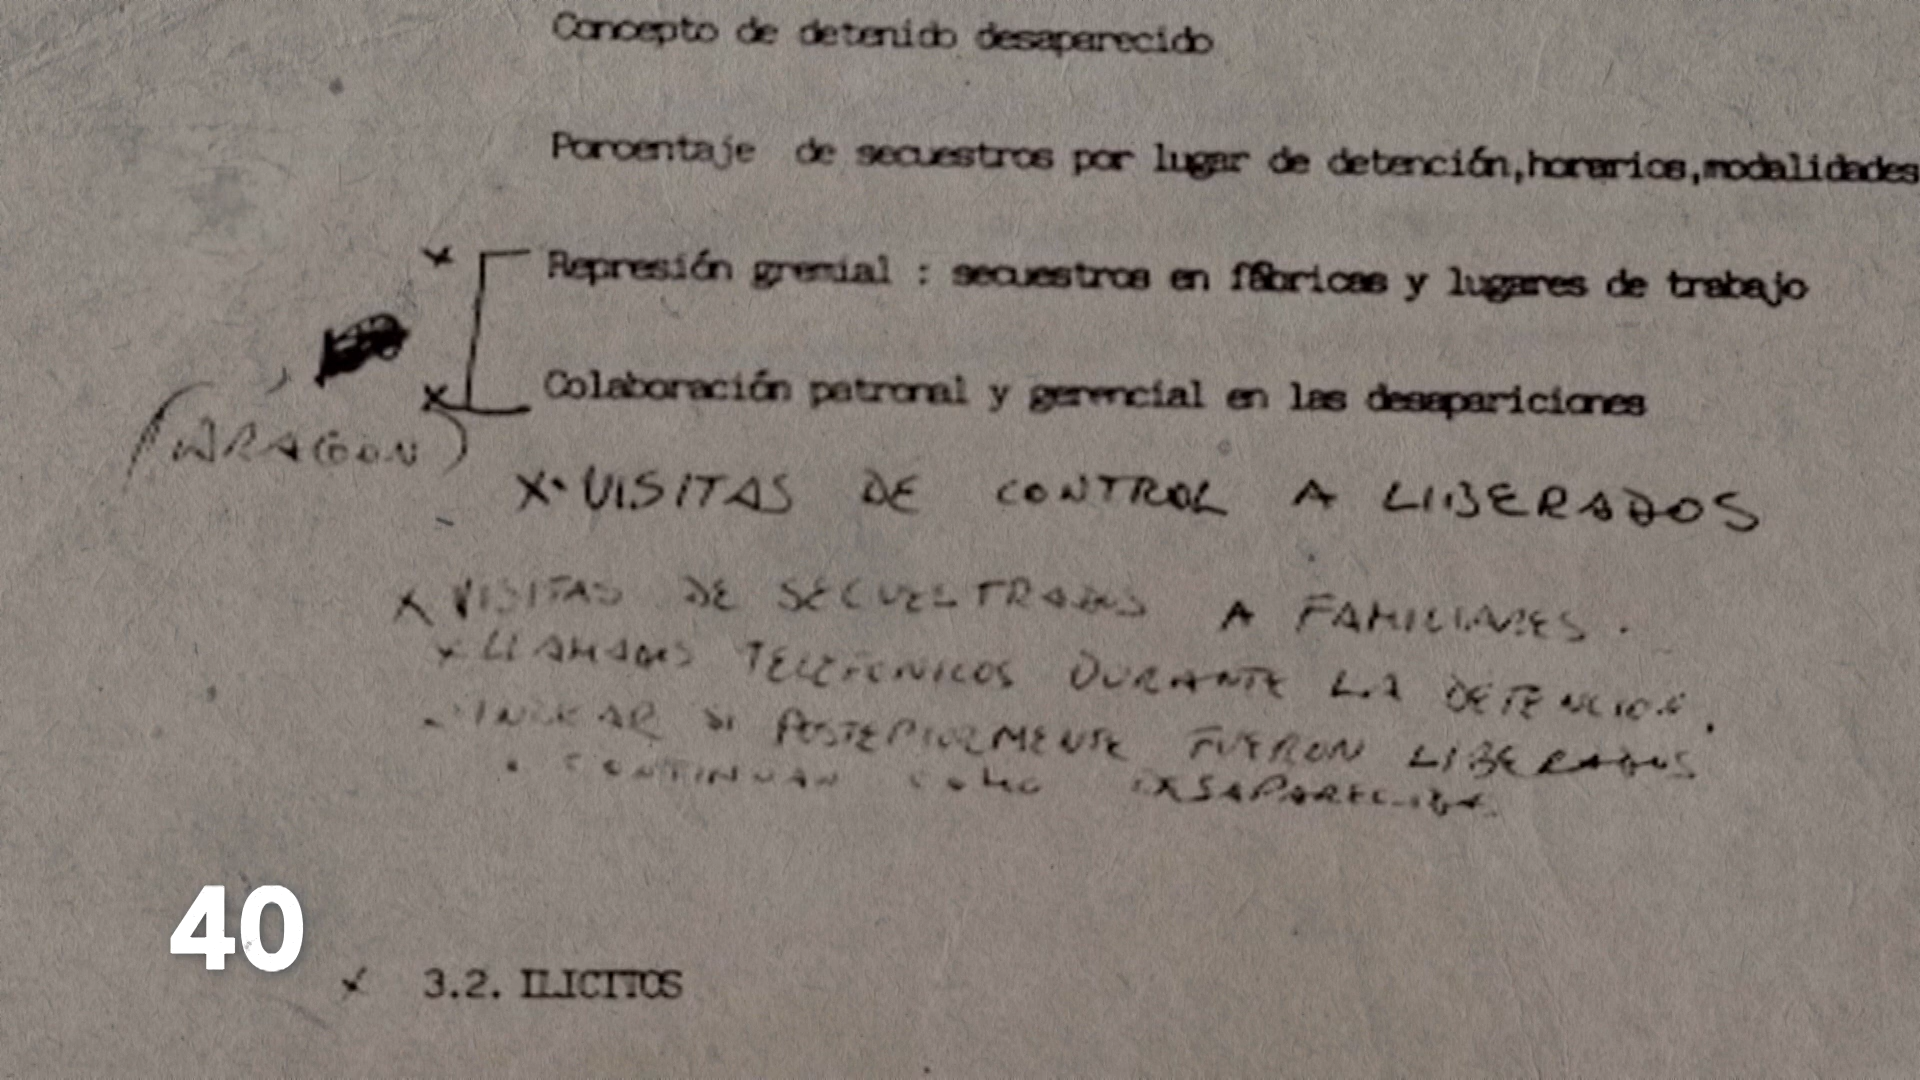 Concepto de detenido desaparecido
Porcentaje de secuestros por lugar de detención,horarios,modalidades
x Represión gremial : secuestros en fábricas y lugares de trabajo
x Colaboración patronal y gerencial en las desapariciones
(ARAGON)
X· VISITAS DE CONTROL A LIBERADOS
X VISITAS DE SECUESTRADOS A FAMILIARES.
x LLAMADOS TELEFONICOS DURANTE LA DETENCION.
- INDICAR SI POSTERIORMENTE FUERON LIBERADOS
CONTINUAN COMO DESAPARECIDOS
40
x 3.2. ILICITOS